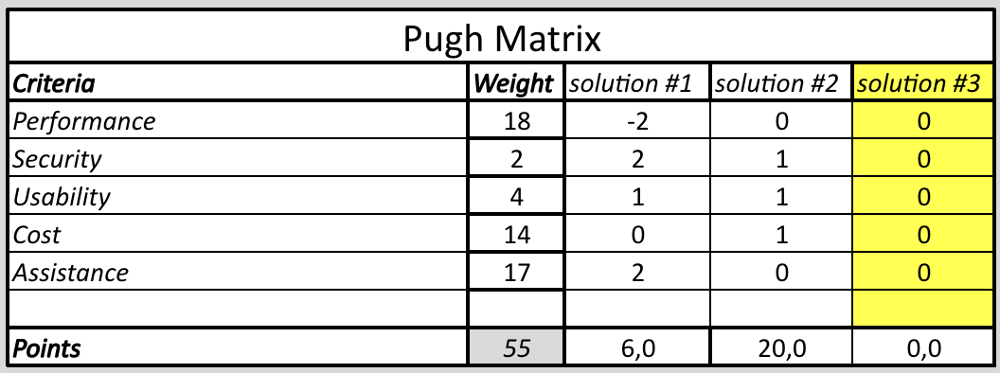 Pugh Matrix
Criteria Weight solution #1 solution #2 solution #3
Performance 18 -2 0 0
Security 2 2 1 0
Usability 4 1 1 0
Cost 14 0 1 0
Assistance 17 2 0 0
Points 55 6,0 20,0 0,0